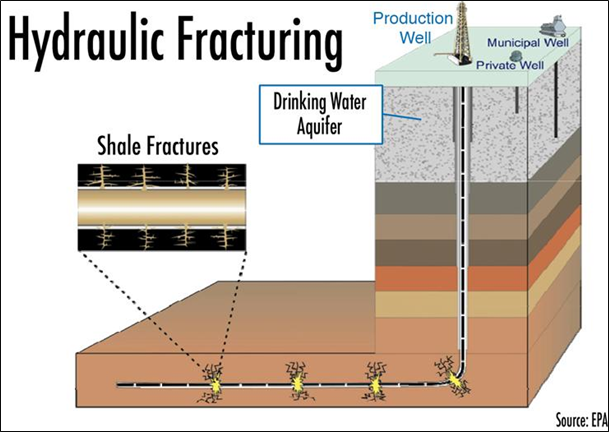 Hydraulic Fracturing
Production
Well
Municipal Well
Private Well
Drinking Water
Aquifer
Shale Fractures
Source: EPA